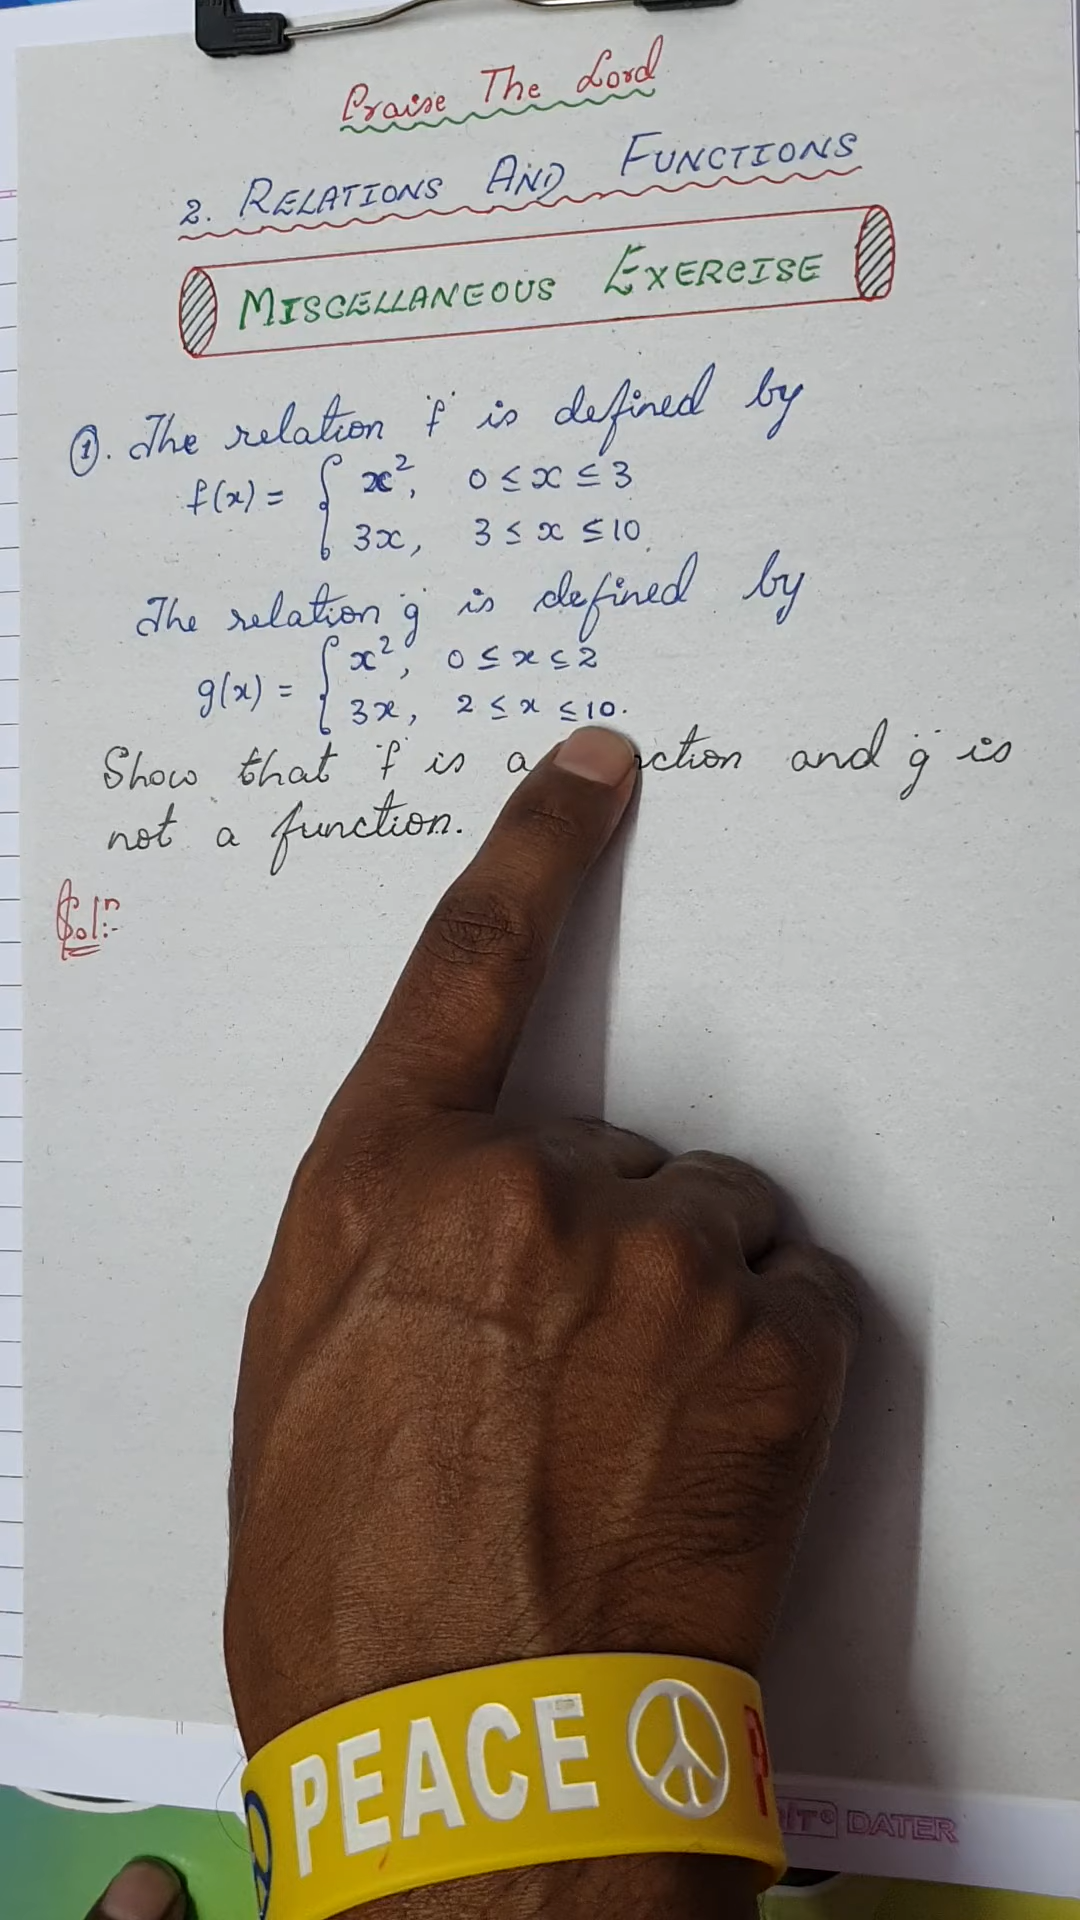 Praise The Lord
2. RELATIONS AND FUNCTIONS
MISCELLANEOUS EXERCISE
①. The relation 'f' is defined by
f(x) = { x², 0 ≤ x ≤ 3
3x, 3 ≤ x ≤ 10.
The relation 'g' is defined by
g(x) = { x², 0 ≤ x ≤ 2
3x, 2 ≤ x ≤ 10.
Show that 'f' is a nction and 'g' is
not a function.
Solⁿ:-
PEACE
DATER